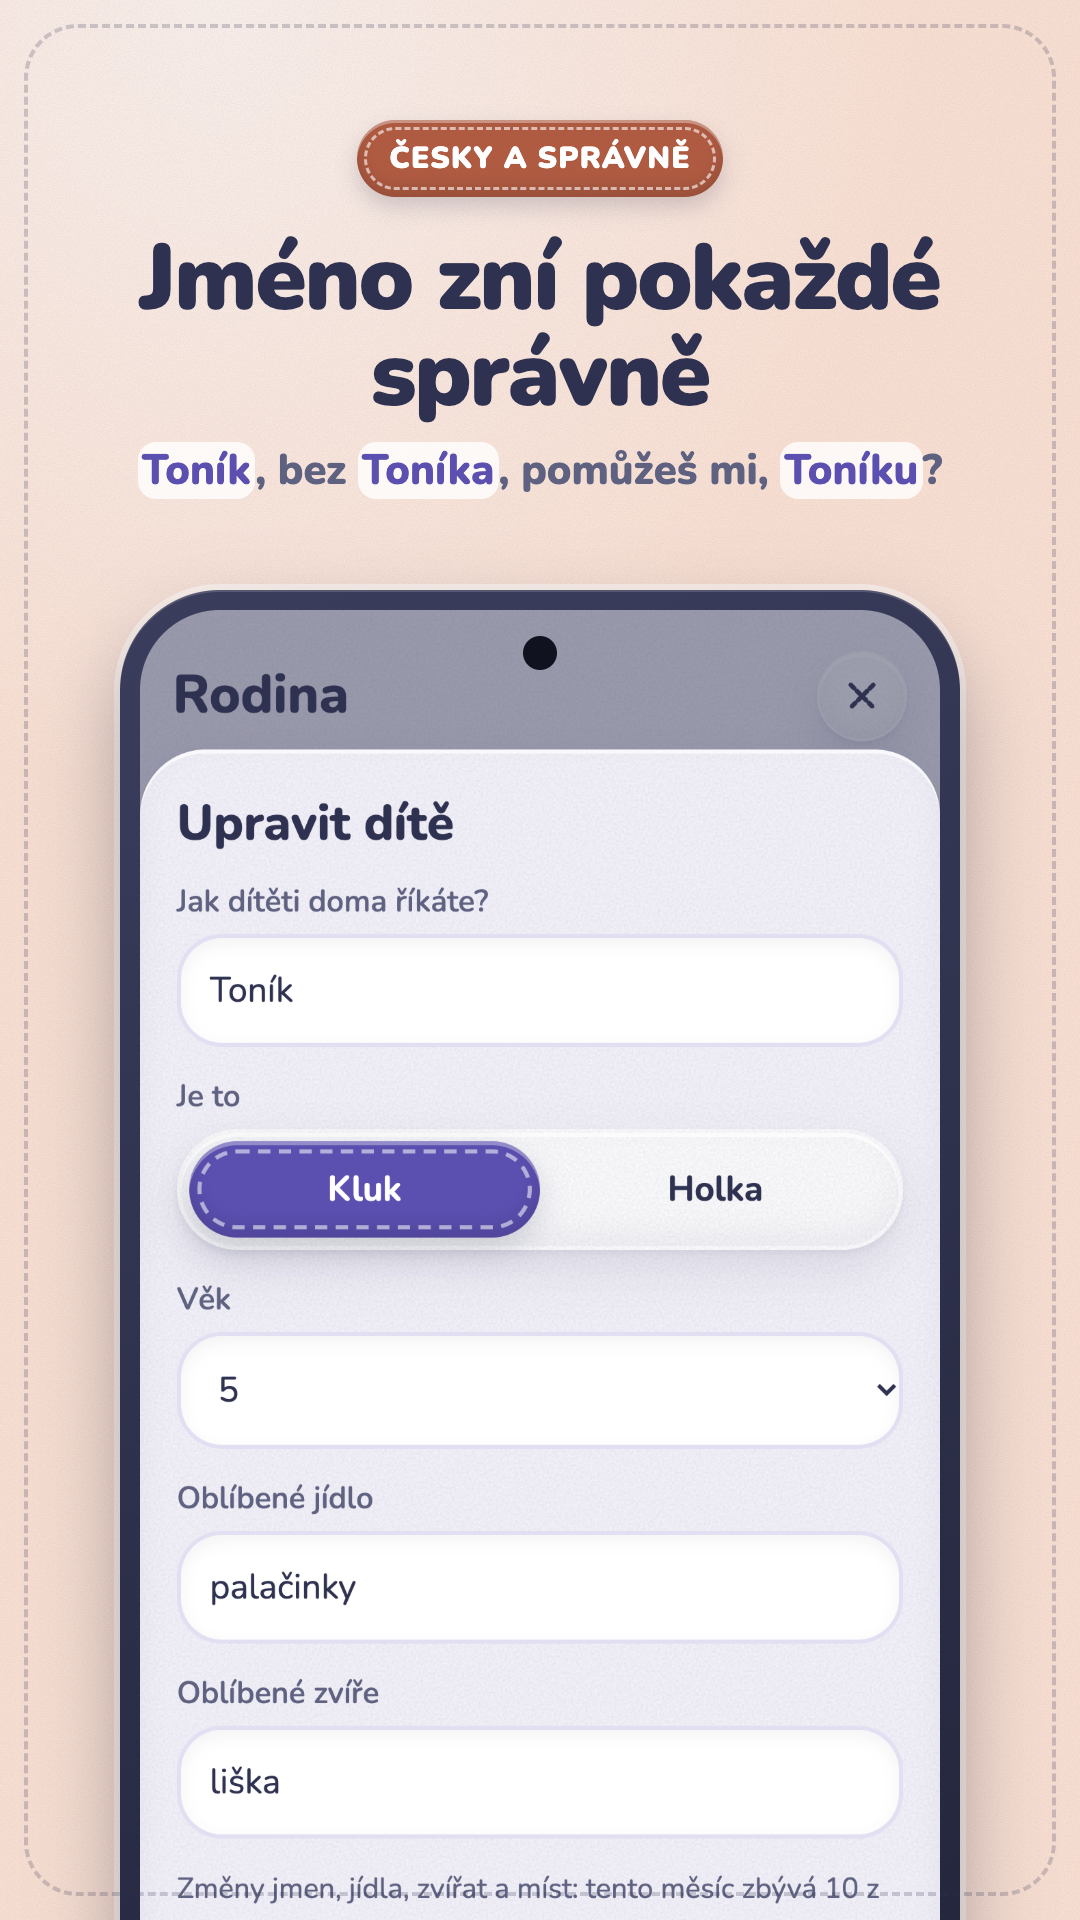 ČESKY A SPRÁVNĚ
Jméno zní pokaždé
správně
Toník, bez Toníka, pomůžeš mi, Toníku?
Rodina
Upravit dítě
Jak dítěti doma říkáte?
Toník
Je to
Kluk
Holka
Věk
5
Oblíbené jídlo
palačinky
Oblíbené zvíře
liška
Změny jmen, jídla, zvířat a míst: tento měsíc zbývá 10 z